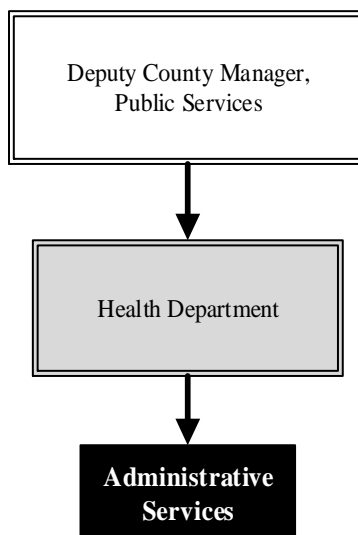 Deputy County Manager,
Public Services
Health Department
Administrative
Services